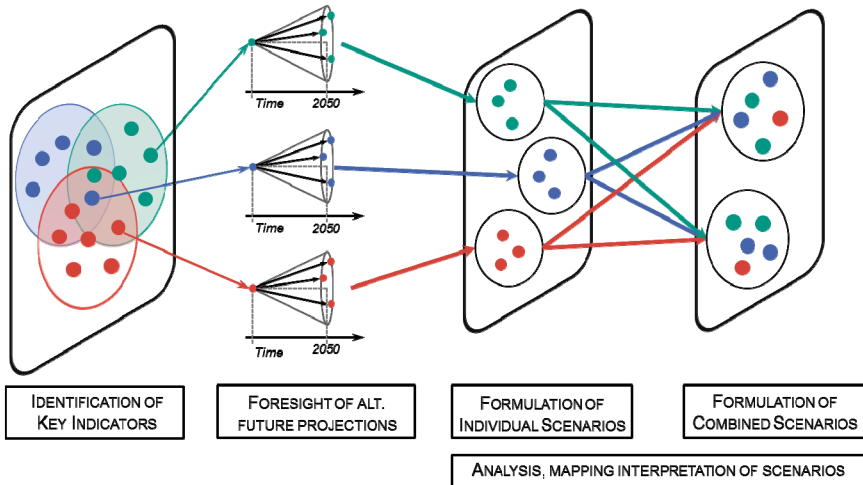 Time 2050
Time 2050
Time 2050
IDENTIFICATION OF
KEY INDICATORS
FORESIGHT OF ALT.
FUTURE PROJECTIONS
FORMULATION OF
INDIVIDUAL SCENARIOS
FORMULATION OF
COMBINED SCENARIOS
ANALYSIS, MAPPING INTERPRETATION OF SCENARIOS